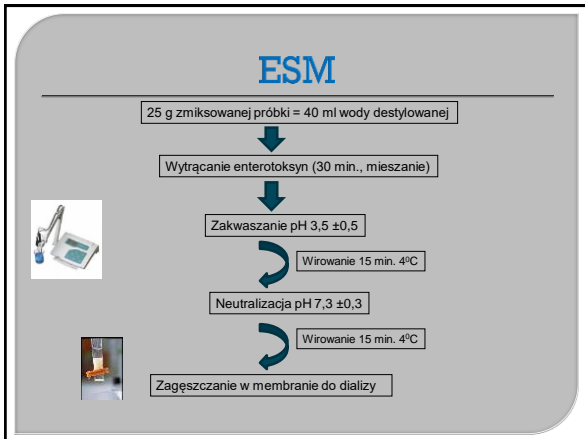 ESM
25 g zmiksowanej próbki = 40 ml wody destylowanej
Wytrącanie enterotoksyn (30 min., mieszanie)
Zakwaszanie pH 3,5 ±0,5
Wirowanie 15 min. 4⁰C
Neutralizacja pH 7,3 ±0,3
Wirowanie 15 min. 4⁰C
Zagęszczanie w membranie do dializy